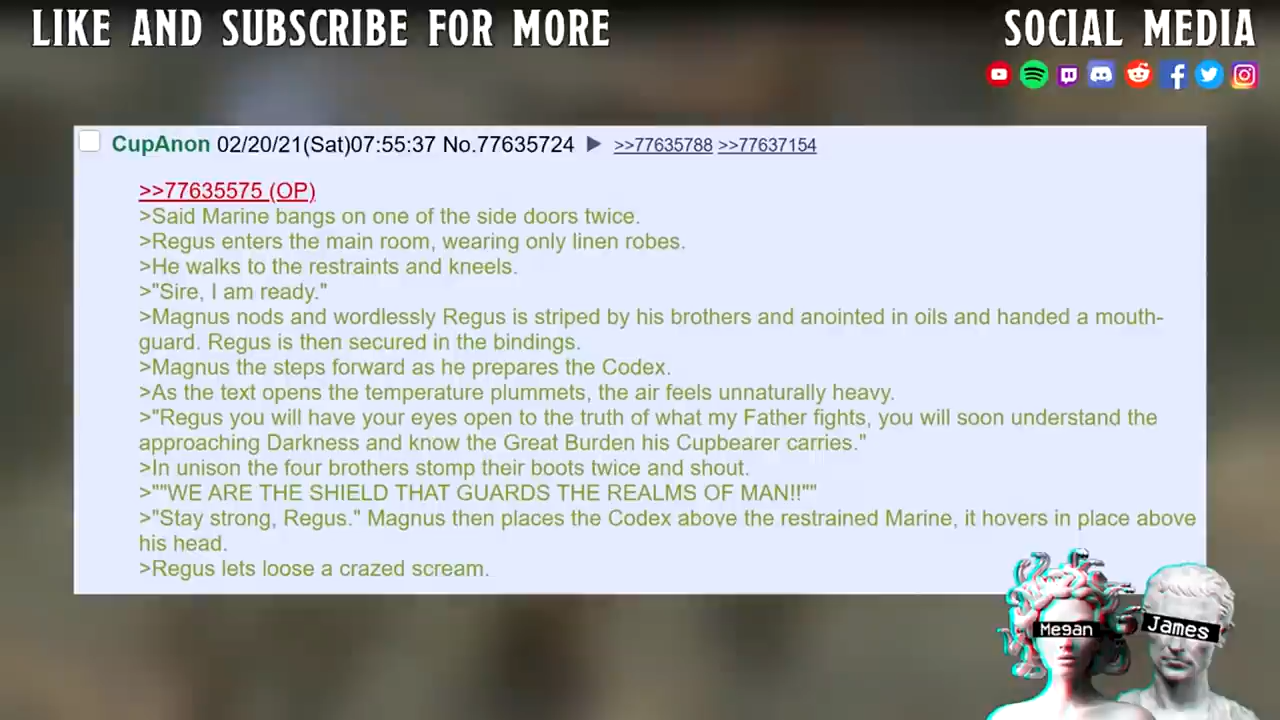 LIKE AND SUBSCRIBE FOR MORE
SOCIAL MEDIA
CupAnon 02/20/21(Sat)07:55:37 No.77635724 ▶ >>77635788 >>77637154
>>77635575 (OP)
>Said Marine bangs on one of the side doors twice.
>Regus enters the main room, wearing only linen robes.
>He walks to the restraints and kneels.
>"Sire, I am ready."
>Magnus nods and wordlessly Regus is striped by his brothers and anointed in oils and handed a mouth-
guard. Regus is then secured in the bindings.
>Magnus the steps forward as he prepares the Codex.
>As the text opens the temperature plummets, the air feels unnaturally heavy.
>"Regus you will have your eyes open to the truth of what my Father fights, you will soon understand the
approaching Darkness and know the Great Burden his Cupbearer carries."
>In unison the four brothers stomp their boots twice and shout.
>""WE ARE THE SHIELD THAT GUARDS THE REALMS OF MAN!!""
>"Stay strong, Regus." Magnus then places the Codex above the restrained Marine, it hovers in place above
his head.
>Regus lets loose a crazed scream.
Megan
James